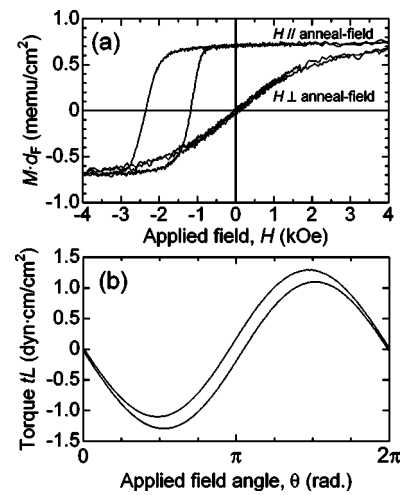 (a)
H // anneal-field
H ⊥ anneal-field
M·d_F (memu/cm²)
1.0
0.5
0
-0.5
-1.0
-4 -3 -2 -1 0 1 2 3 4
Applied field, H (kOe)
(b)
Torque tL (dyn·cm/cm²)
1.5
1.0
0.5
0
-0.5
-1.0
-1.5
0 π 2π
Applied field angle, θ (rad.)